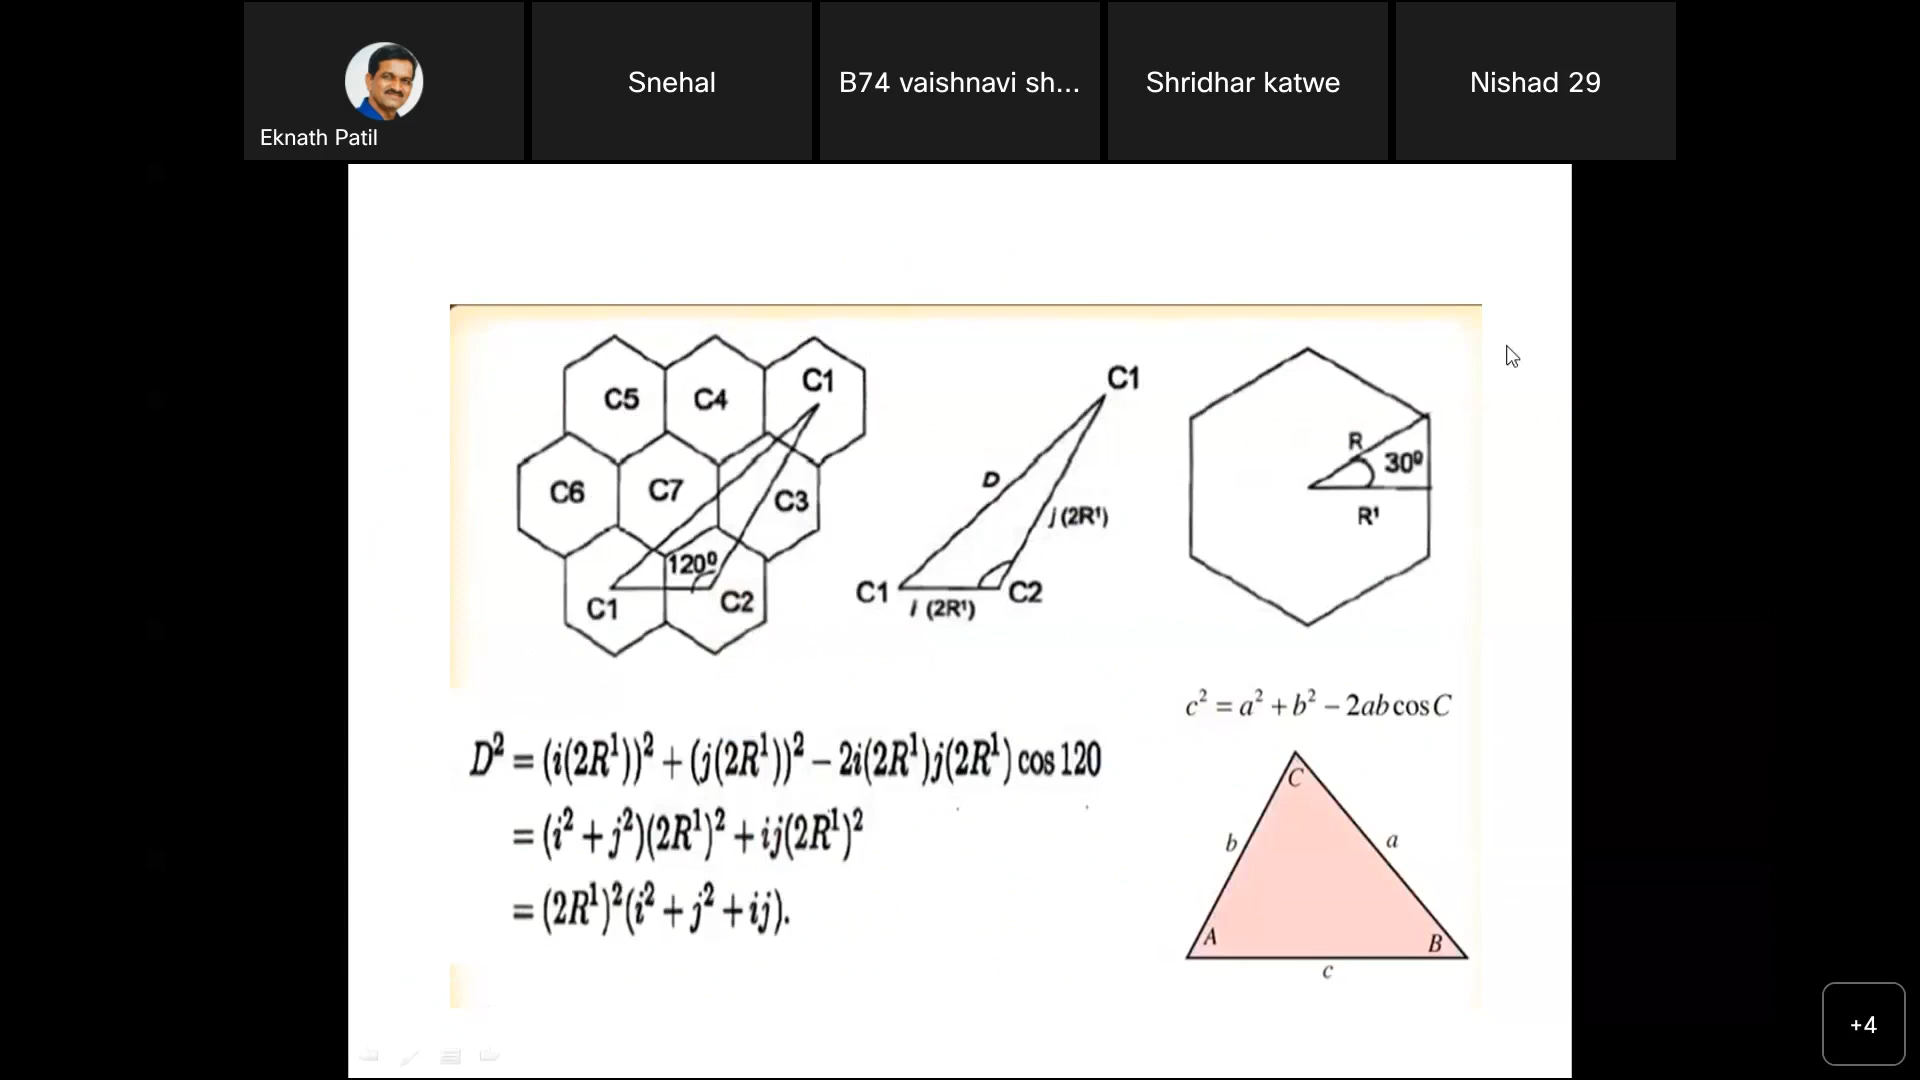 Eknath Patil
Snehal
B74 vaishnavi sh...
Shridhar katwe
Nishad 29
C5 C4 C1
C6 C7 C3
120⁰
C1 C2
C1
D
j (2R¹)
C1 C2
i (2R¹)
R
30⁰
R¹
c² = a² + b² − 2ab cos C
D² = (i(2R¹))² + (j(2R¹))² − 2i(2R¹)j(2R¹) cos 120
= (i² + j²)(2R¹)² + ij(2R¹)²
= (2R¹)²(i² + j² + ij).
C
b a
A B
c
+4